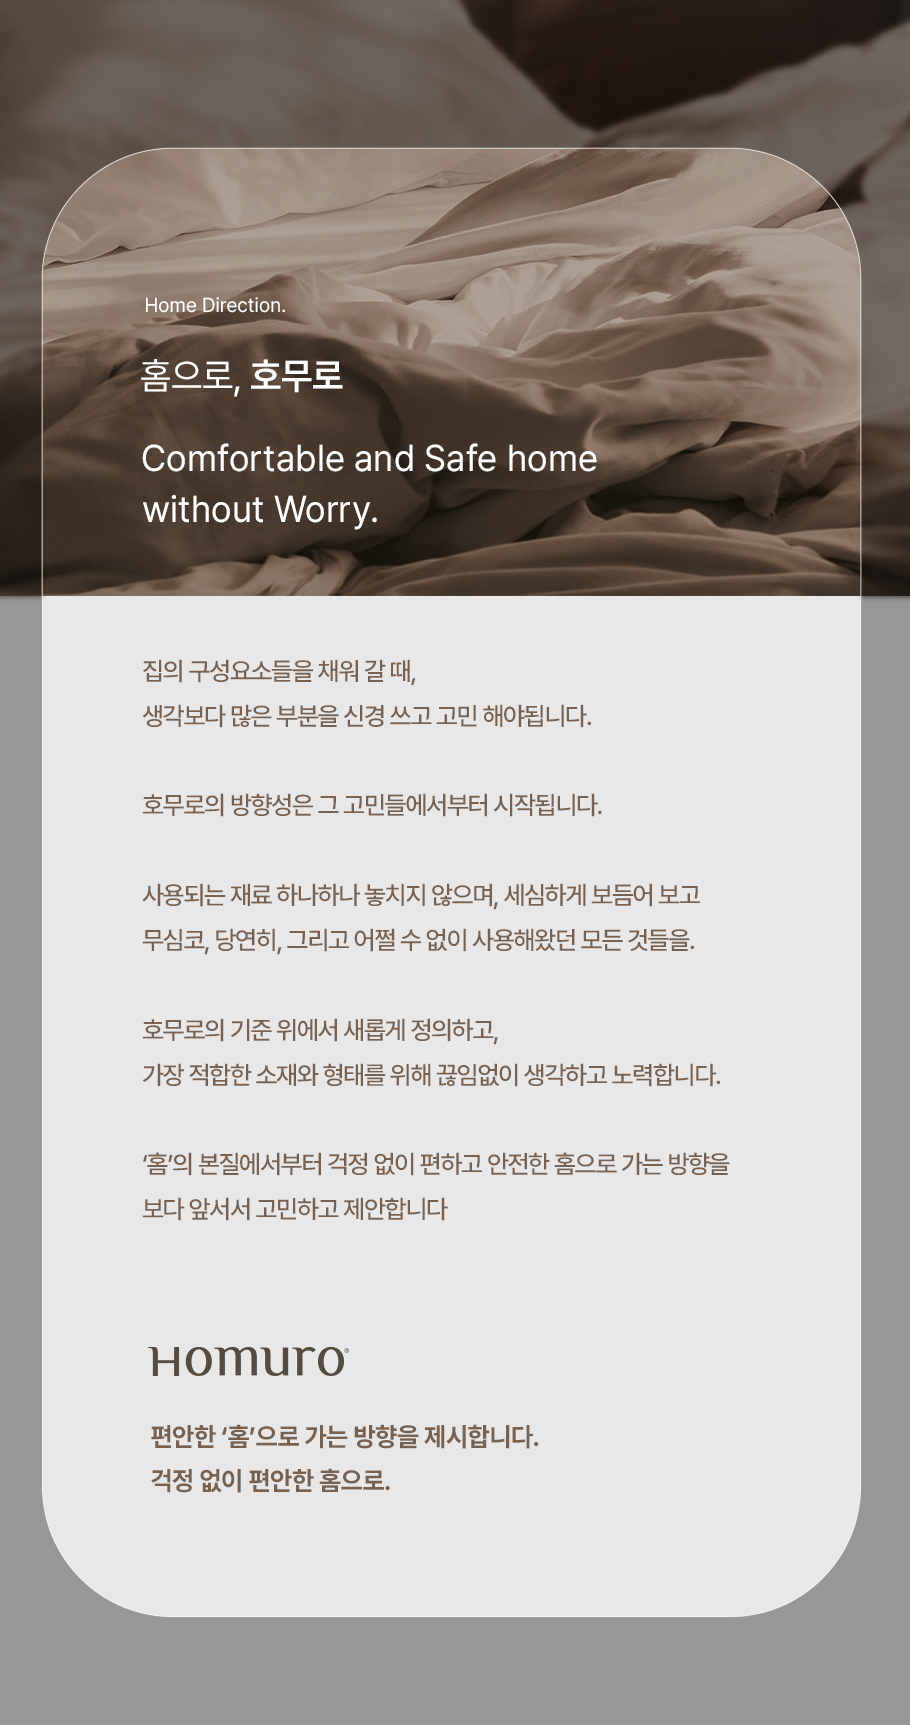 Home Direction.
홈으로, 호무로
Comfortable and Safe home
without Worry.
집의 구성요소들을 채워 갈 때,
생각보다 많은 부분을 신경 쓰고 고민 해야됩니다.
호무로의 방향성은 그 고민들에서부터 시작됩니다.
사용되는 재료 하나하나 놓치지 않으며, 세심하게 보듬어 보고
무심코, 당연히, 그리고 어쩔 수 없이 사용해왔던 모든 것들을.
호무로의 기준 위에서 새롭게 정의하고,
가장 적합한 소재와 형태를 위해 끊임없이 생각하고 노력합니다.
‘홈’의 본질에서부터 걱정 없이 편하고 안전한 홈으로 가는 방향을
보다 앞서서 고민하고 제안합니다
Homuro®
편안한 ‘홈’으로 가는 방향을 제시합니다.
걱정 없이 편안한 홈으로.